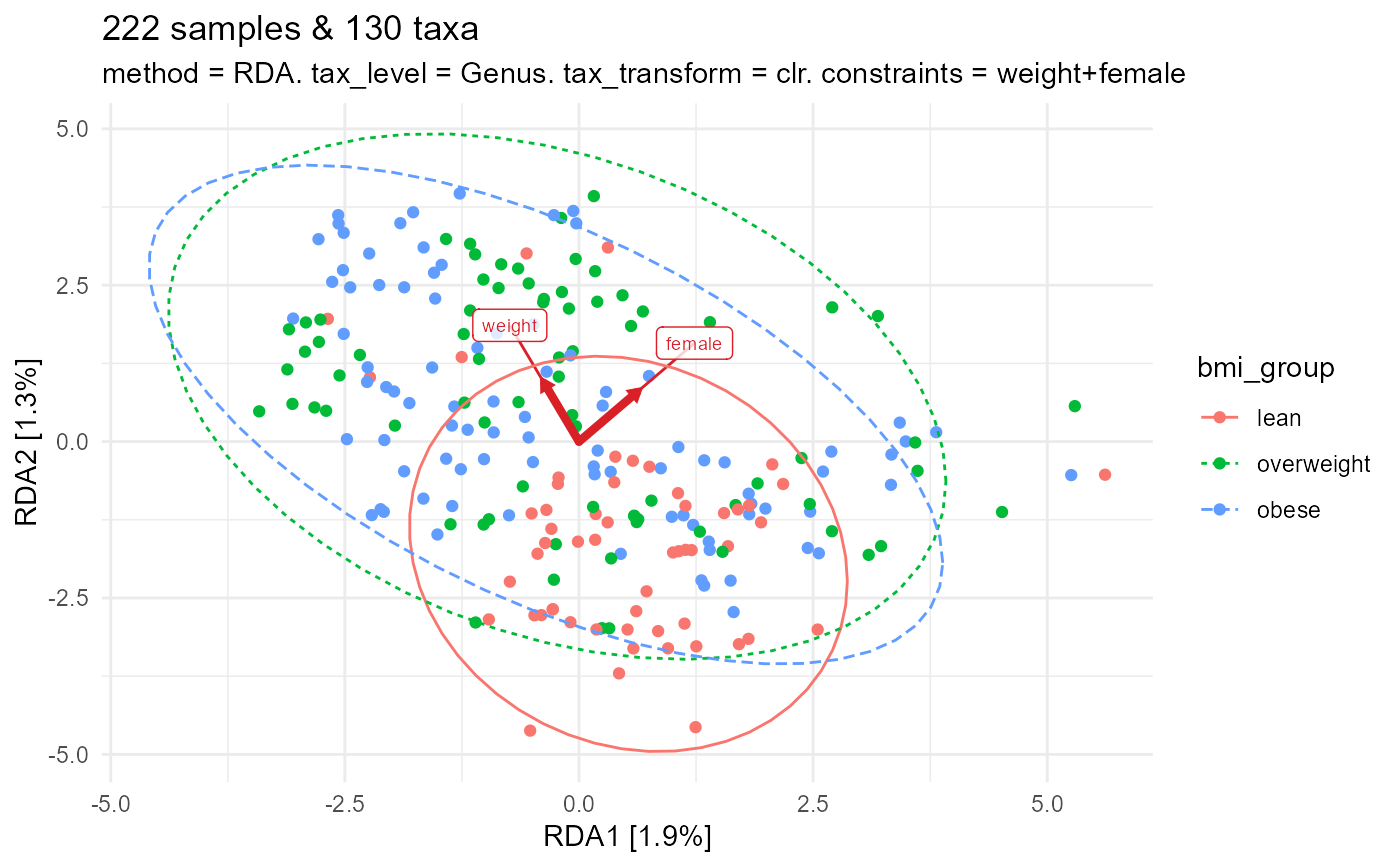 222 samples & 130 taxa
method = RDA. tax_level = Genus. tax_transform = clr. constraints = weight+female
5.0
2.5
0.0
-2.5
-5.0
RDA2 [1.3%]
weight
female
-5.0
-2.5
0.0
2.5
5.0
RDA1 [1.9%]
bmi_group
lean
overweight
obese